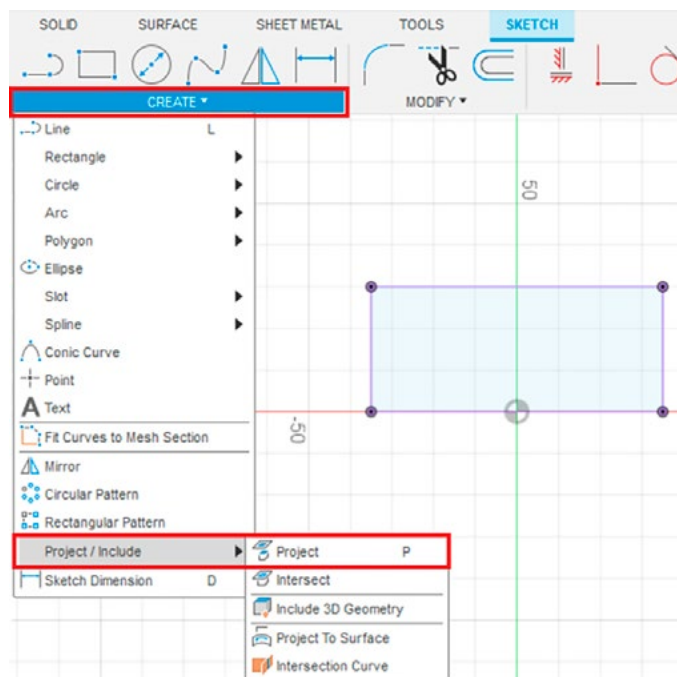 SOLID SURFACE SHEET METAL TOOLS SKETCH
CREATE ▾ MODIFY ▾
Line L
Rectangle
Circle
Arc
Polygon
Ellipse
Slot
Spline
Conic Curve
Point
Text
Fit Curves to Mesh Section
Mirror
Circular Pattern
Rectangular Pattern
Project / Include
Sketch Dimension D
Project P
Intersect
Include 3D Geometry
Project To Surface
Intersection Curve
50
-50